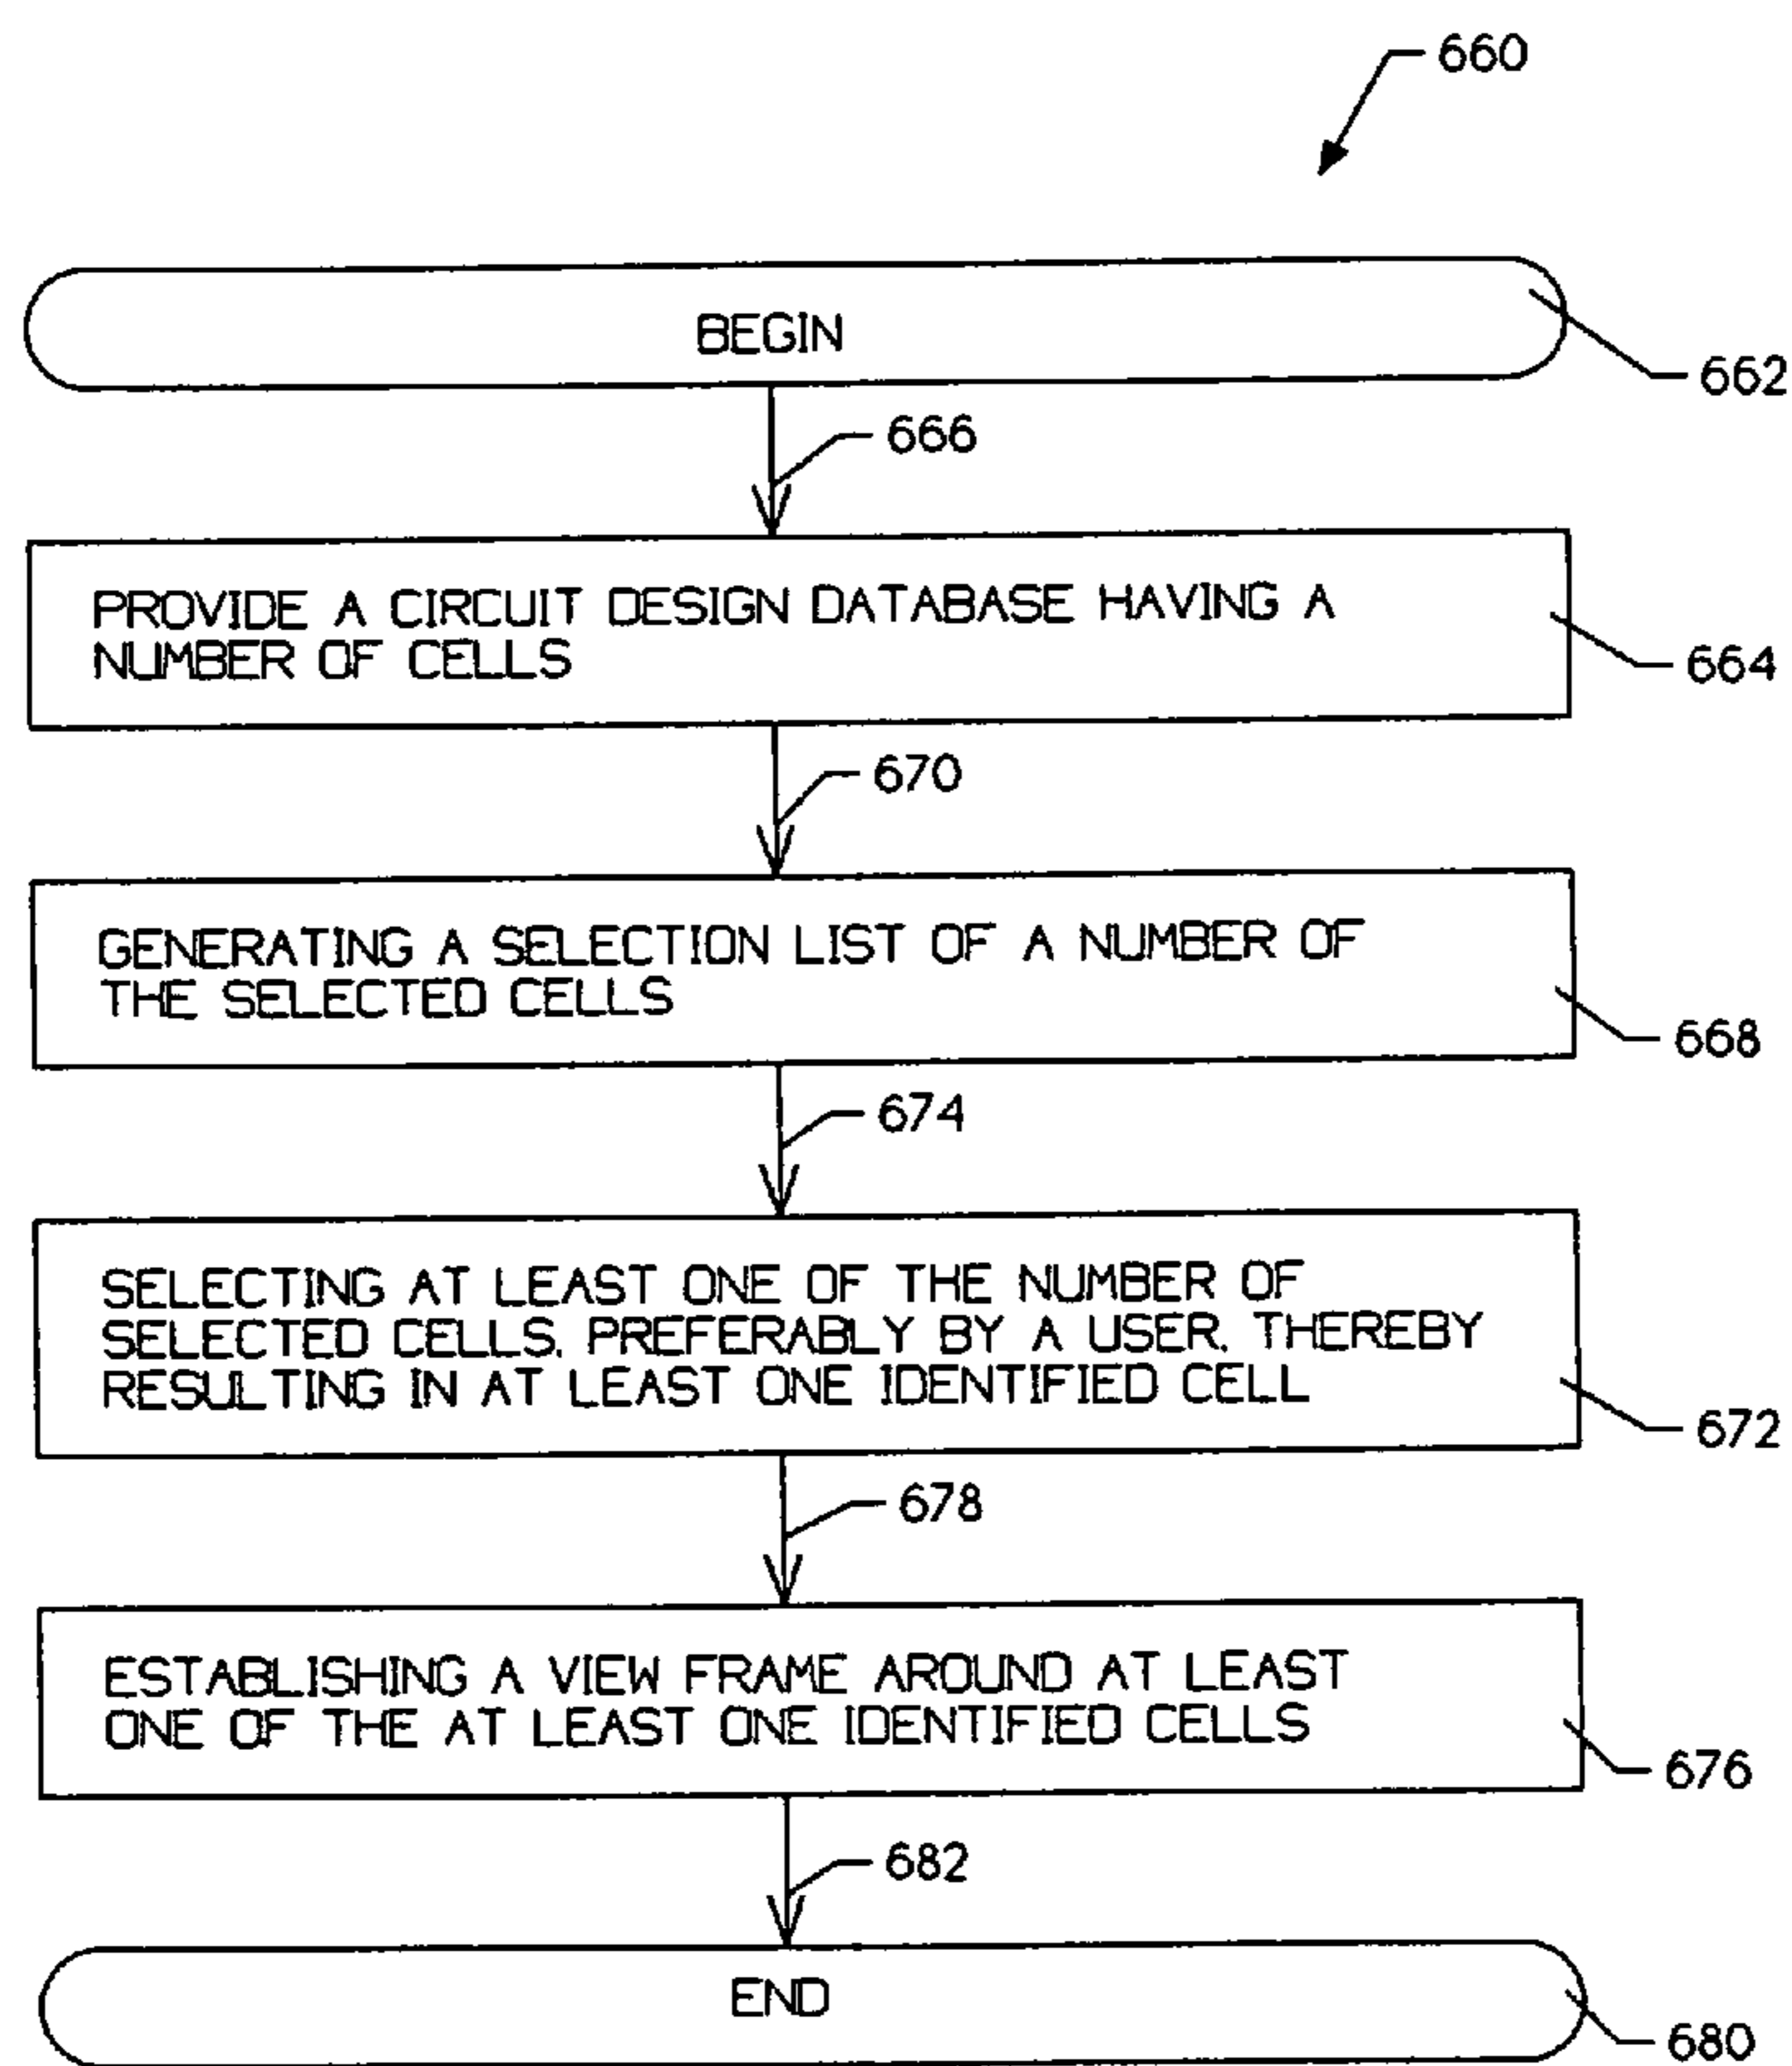 660
BEGIN
662
666
PROVIDE A CIRCUIT DESIGN DATABASE HAVING A
NUMBER OF CELLS
664
670
GENERATING A SELECTION LIST OF A NUMBER OF
THE SELECTED CELLS
668
674
SELECTING AT LEAST ONE OF THE NUMBER OF
SELECTED CELLS, PREFERABLY BY A USER, THEREBY
RESULTING IN AT LEAST ONE IDENTIFIED CELL
672
678
ESTABLISHING A VIEW FRAME AROUND AT LEAST
ONE OF THE AT LEAST ONE IDENTIFIED CELLS
676
682
END
680